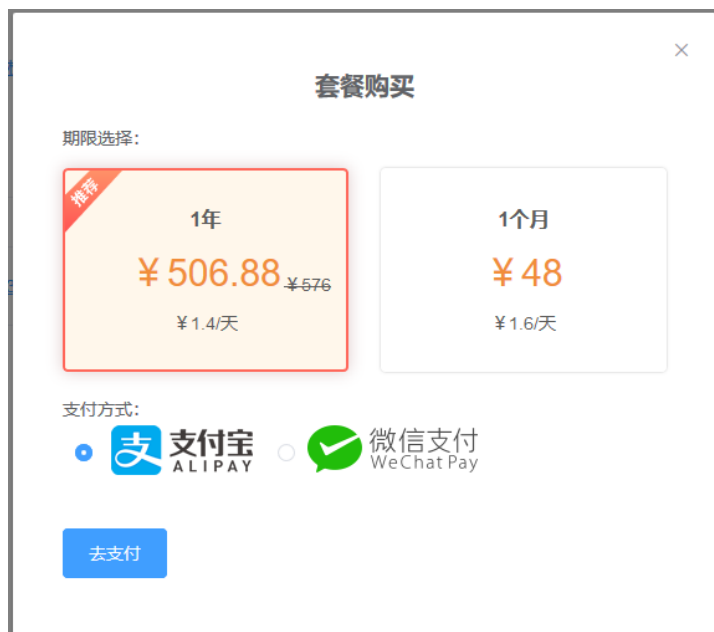 套餐购买
期限选择：
推荐
1年
￥506.88 ￥576
￥1.4/天
1个月
￥48
￥1.6/天
支付方式：
支 支付宝
ALIPAY
微信支付
WeChat Pay
去支付